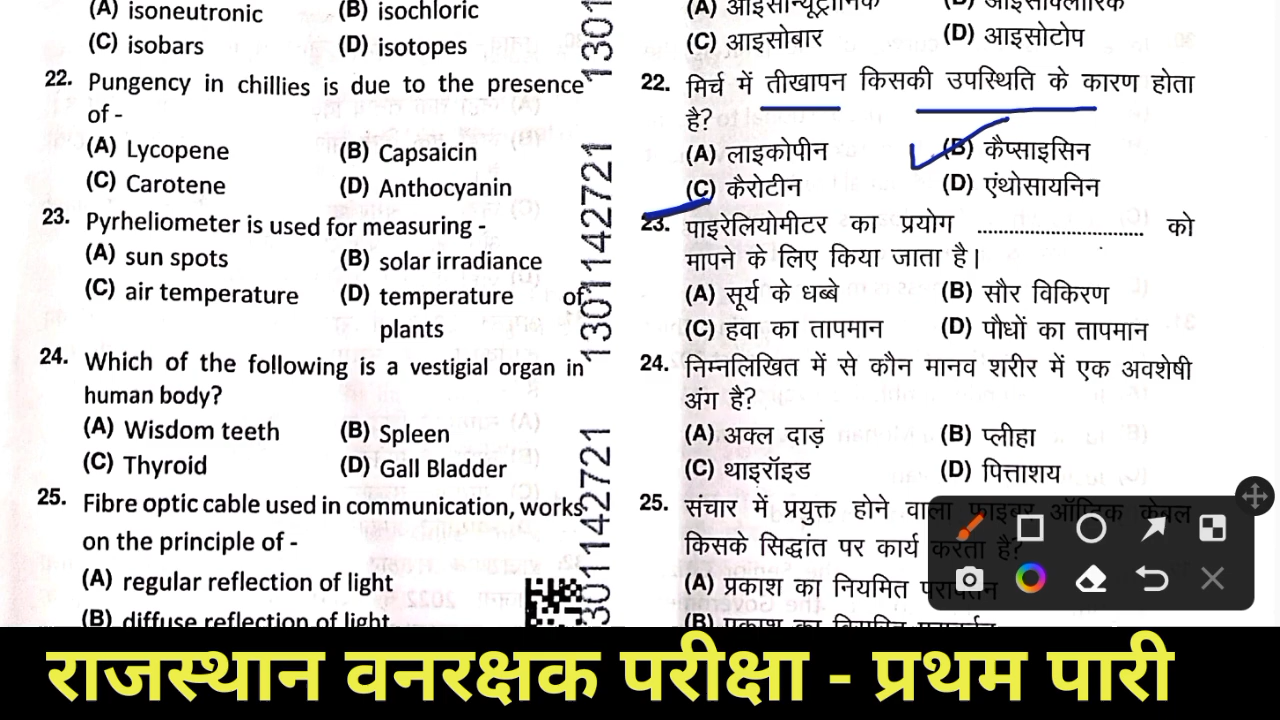 (A) isoneutronic (B) isochloric
(C) isobars (D) isotopes
22. Pungency in chillies is due to the presence
of -
(A) Lycopene (B) Capsaicin
(C) Carotene (D) Anthocyanin
23. Pyrheliometer is used for measuring -
(A) sun spots (B) solar irradiance
(C) air temperature (D) temperature of
plants
24. Which of the following is a vestigial organ in
human body?
(A) Wisdom teeth (B) Spleen
(C) Thyroid (D) Gall Bladder
25. Fibre optic cable used in communication, works
on the principle of -
(A) regular reflection of light
(B) diffuse reflection of light
1301142721
1301142721
(A) आइसोन्यूट्रॉनिक (B) आइसोक्लोरिक
(C) आइसोबार (D) आइसोटोप
22. मिर्च में तीखापन किसकी उपस्थिति के कारण होता
है?
(A) लाइकोपीन (B) कैप्साइसिन
(C) कैरोटीन (D) एंथोसायनिन
23. पाइरेलियोमीटर का प्रयोग .............................. को
मापने के लिए किया जाता है।
(A) सूर्य के धब्बे (B) सौर विकिरण
(C) हवा का तापमान (D) पौधों का तापमान
24. निम्नलिखित में से कौन मानव शरीर में एक अवशेषी
अंग है?
(A) अक्ल दाड़ (B) प्लीहा
(C) थाइरॉइड (D) पित्ताशय
25. संचार में प्रयुक्त होने वाला फाइबर ऑप्टिक केबल
किसके सिद्धांत पर कार्य करता है?
(A) प्रकाश का नियमित परावर्तन
(B) प्रकाश का
राजस्थान वनरक्षक परीक्षा - प्रथम पारी